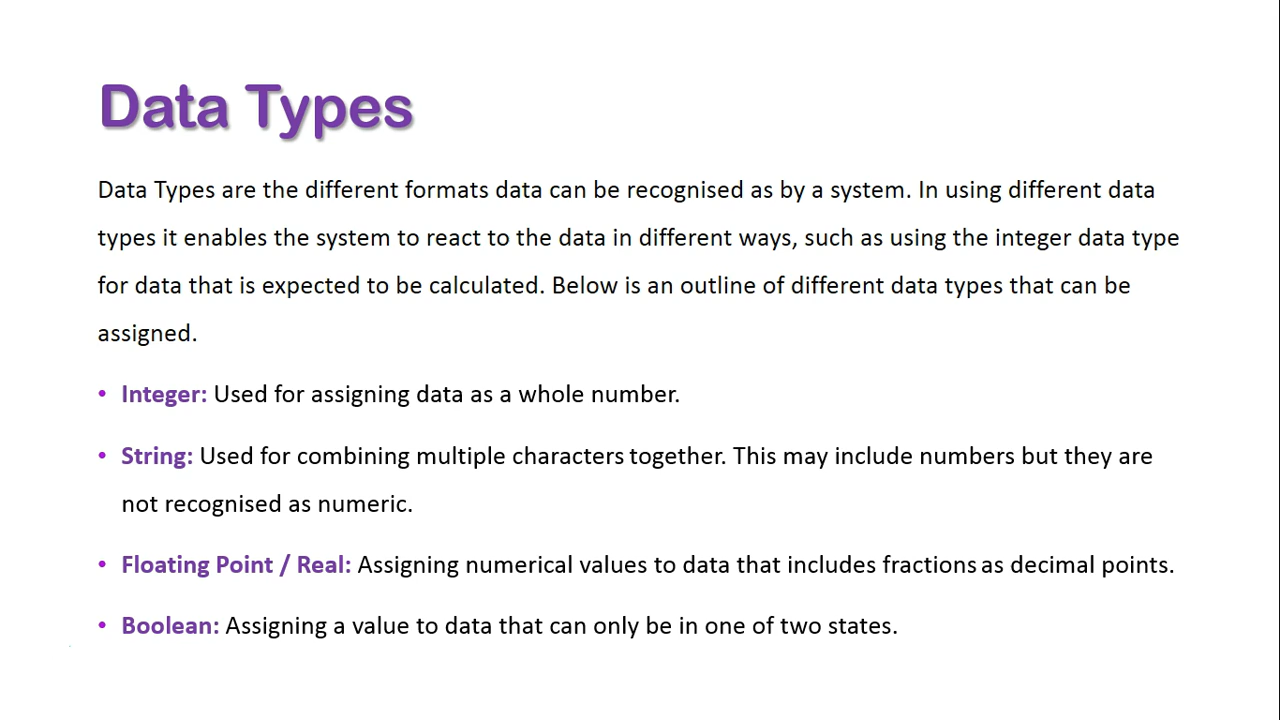 Data Types
Data Types are the different formats data can be recognised as by a system. In using different data
types it enables the system to react to the data in different ways, such as using the integer data type
for data that is expected to be calculated. Below is an outline of different data types that can be
assigned.
• Integer: Used for assigning data as a whole number.
• String: Used for combining multiple characters together. This may include numbers but they are
not recognised as numeric.
• Floating Point / Real: Assigning numerical values to data that includes fractions as decimal points.
• Boolean: Assigning a value to data that can only be in one of two states.